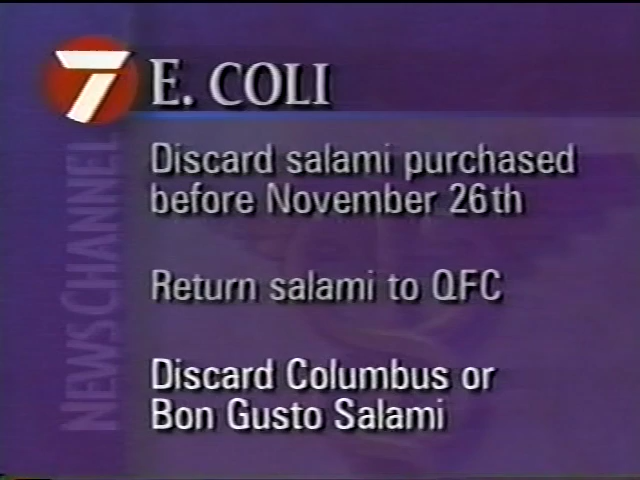 7 E. COLI
NEWSCHANNEL
Discard salami purchased
before November 26th
Return salami to QFC
Discard Columbus or
Bon Gusto Salami